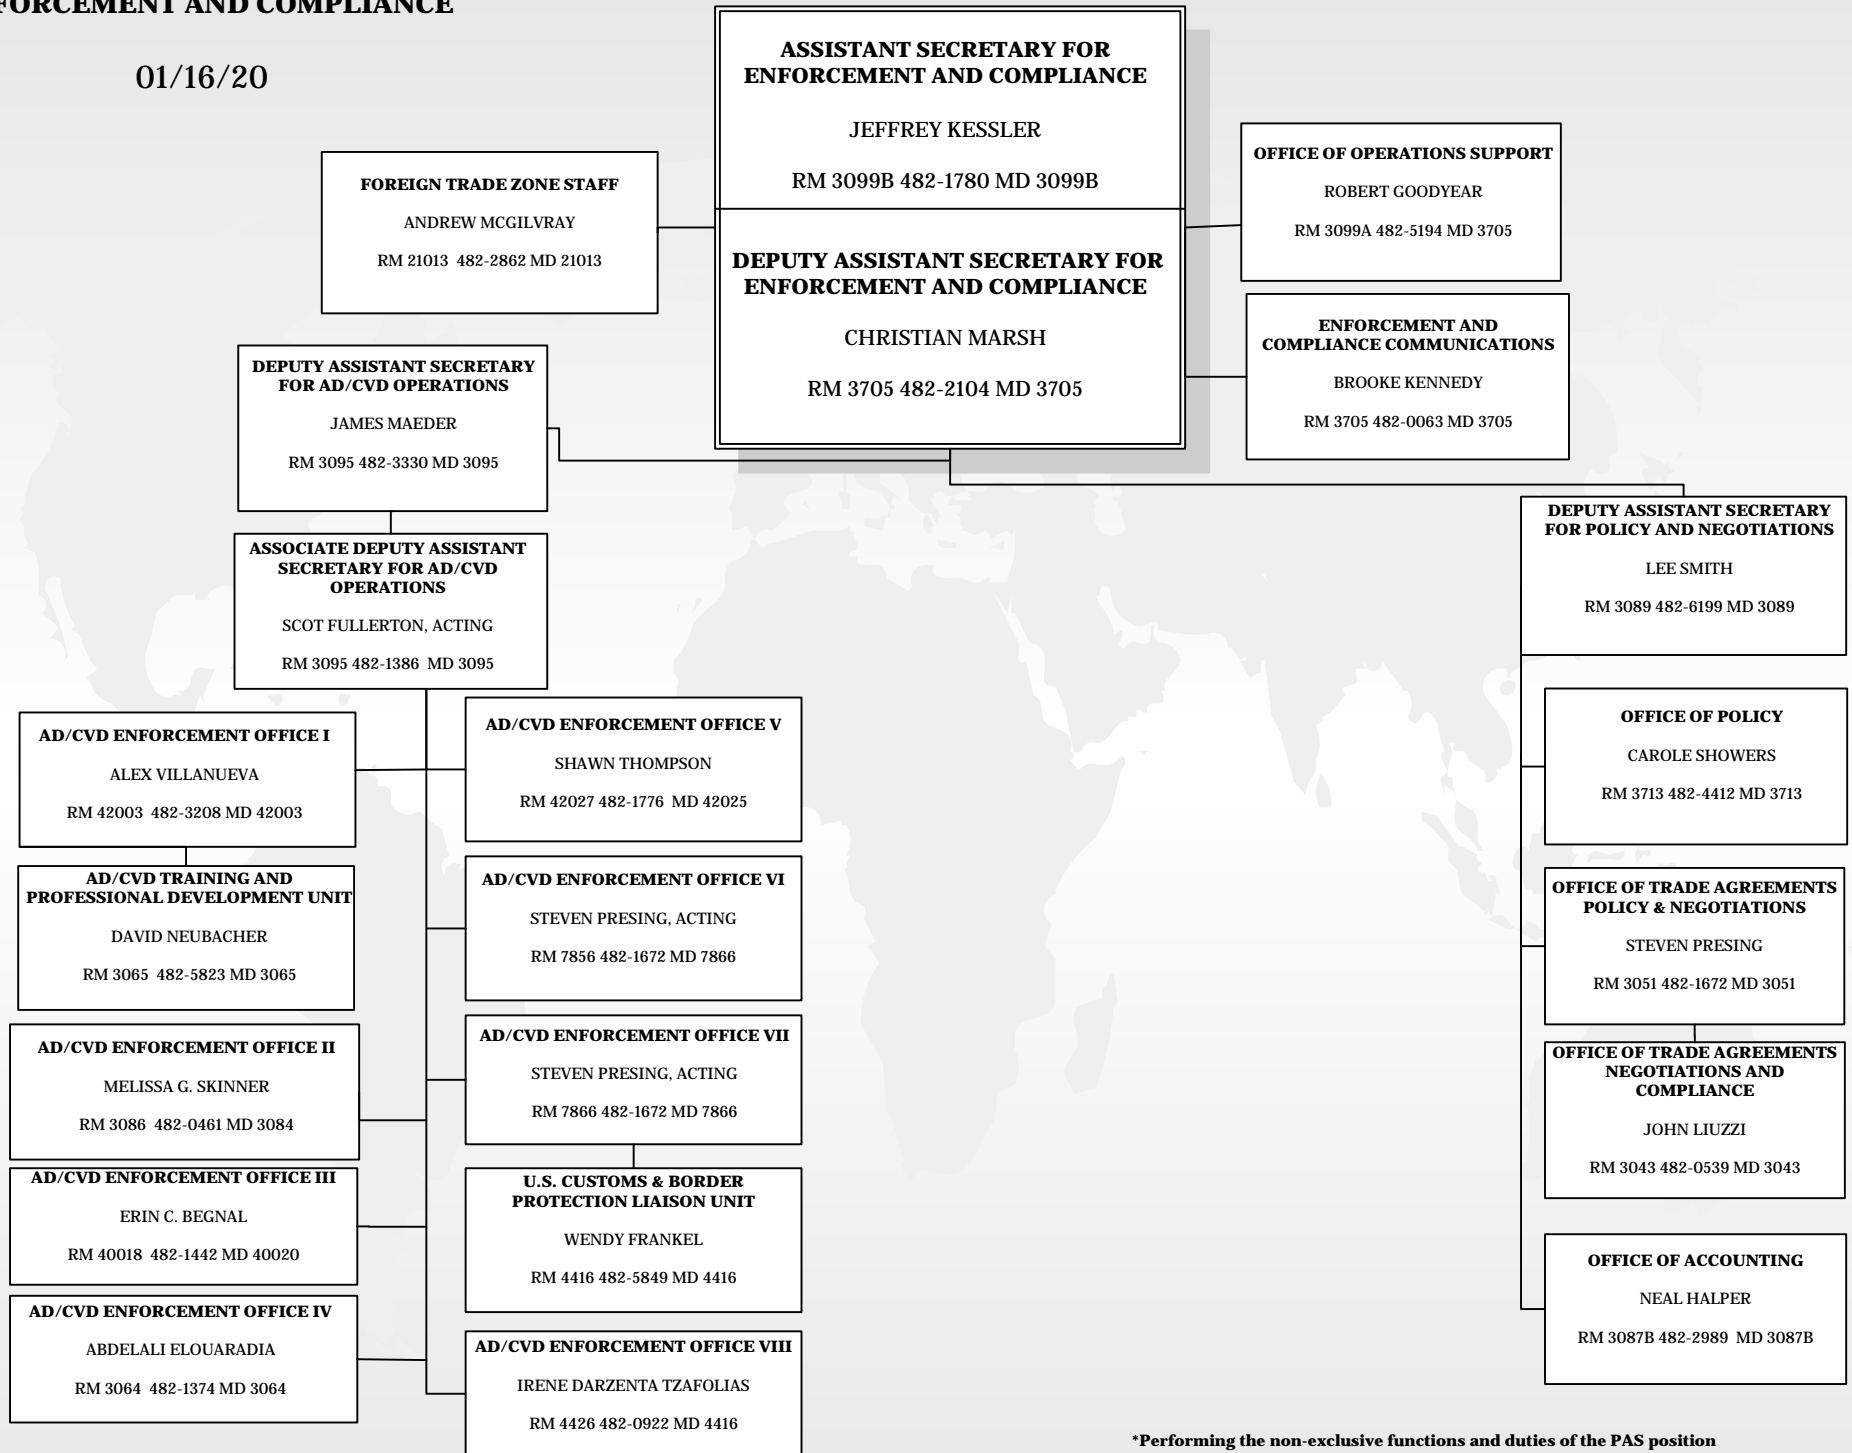 FORCEMENT AND COMPLIANCE
01/16/20
ASSISTANT SECRETARY FOR
ENFORCEMENT AND COMPLIANCE
JEFFREY KESSLER
RM 3099B 482-1780 MD 3099B
DEPUTY ASSISTANT SECRETARY FOR
ENFORCEMENT AND COMPLIANCE
CHRISTIAN MARSH
RM 3705 482-2104 MD 3705
FOREIGN TRADE ZONE STAFF
ANDREW MCGILVRAY
RM 21013 482-2862 MD 21013
OFFICE OF OPERATIONS SUPPORT
ROBERT GOODYEAR
RM 3099A 482-5194 MD 3705
ENFORCEMENT AND
COMPLIANCE COMMUNICATIONS
BROOKE KENNEDY
RM 3705 482-0063 MD 3705
DEPUTY ASSISTANT SECRETARY
FOR AD/CVD OPERATIONS
JAMES MAEDER
RM 3095 482-3330 MD 3095
ASSOCIATE DEPUTY ASSISTANT
SECRETARY FOR AD/CVD
OPERATIONS
SCOT FULLERTON, ACTING
RM 3095 482-1386 MD 3095
AD/CVD ENFORCEMENT OFFICE I
ALEX VILLANUEVA
RM 42003 482-3208 MD 42003
AD/CVD TRAINING AND
PROFESSIONAL DEVELOPMENT UNIT
DAVID NEUBACHER
RM 3065 482-5823 MD 3065
AD/CVD ENFORCEMENT OFFICE II
MELISSA G. SKINNER
RM 3086 482-0461 MD 3084
AD/CVD ENFORCEMENT OFFICE III
ERIN C. BEGNAL
RM 40018 482-1442 MD 40020
AD/CVD ENFORCEMENT OFFICE IV
ABDELALI ELOUARADIA
RM 3064 482-1374 MD 3064
AD/CVD ENFORCEMENT OFFICE V
SHAWN THOMPSON
RM 42027 482-1776 MD 42025
AD/CVD ENFORCEMENT OFFICE VI
STEVEN PRESING, ACTING
RM 7856 482-1672 MD 7866
AD/CVD ENFORCEMENT OFFICE VII
STEVEN PRESING, ACTING
RM 7866 482-1672 MD 7866
U.S. CUSTOMS & BORDER
PROTECTION LIAISON UNIT
WENDY FRANKEL
RM 4416 482-5849 MD 4416
AD/CVD ENFORCEMENT OFFICE VIII
IRENE DARZENTA TZAFOLIAS
RM 4426 482-0922 MD 4416
DEPUTY ASSISTANT SECRETARY
FOR POLICY AND NEGOTIATIONS
LEE SMITH
RM 3089 482-6199 MD 3089
OFFICE OF POLICY
CAROLE SHOWERS
RM 3713 482-4412 MD 3713
OFFICE OF TRADE AGREEMENTS
POLICY & NEGOTIATIONS
STEVEN PRESING
RM 3051 482-1672 MD 3051
OFFICE OF TRADE AGREEMENTS
NEGOTIATIONS AND
COMPLIANCE
JOHN LIUZZI
RM 3043 482-0539 MD 3043
OFFICE OF ACCOUNTING
NEAL HALPER
RM 3087B 482-2989 MD 3087B
*Performing the non-exclusive functions and duties of the PAS position